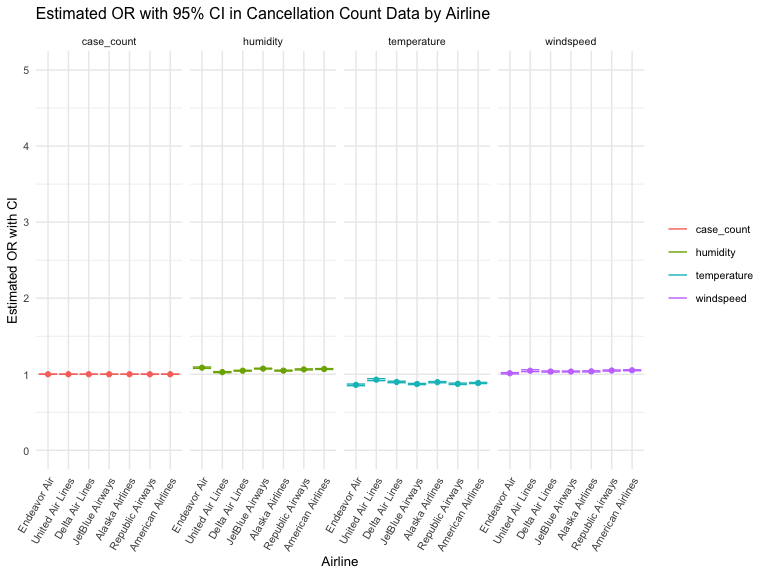 Estimated OR with 95% CI in Cancellation Count Data by Airline
case_count
humidity
temperature
windspeed
Estimated OR with CI
5
4
3
2
1
0
Endeavor Air
United Air Lines
Delta Air Lines
JetBlue Airways
Alaska Airlines
Republic Airways
American Airlines
Endeavor Air
United Air Lines
Delta Air Lines
JetBlue Airways
Alaska Airlines
Republic Airways
American Airlines
Endeavor Air
United Air Lines
Delta Air Lines
JetBlue Airways
Alaska Airlines
Republic Airways
American Airlines
Endeavor Air
United Air Lines
Delta Air Lines
JetBlue Airways
Alaska Airlines
Republic Airways
American Airlines
Airline
case_count
humidity
temperature
windspeed